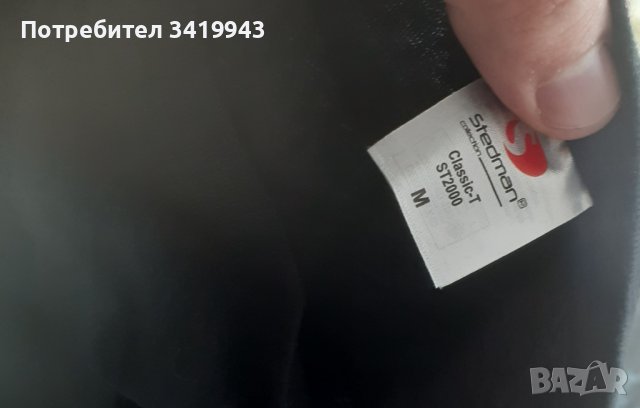 Потребител 3419943
Stedman®
collection
Classic-T
ST2000
M
BAZAR